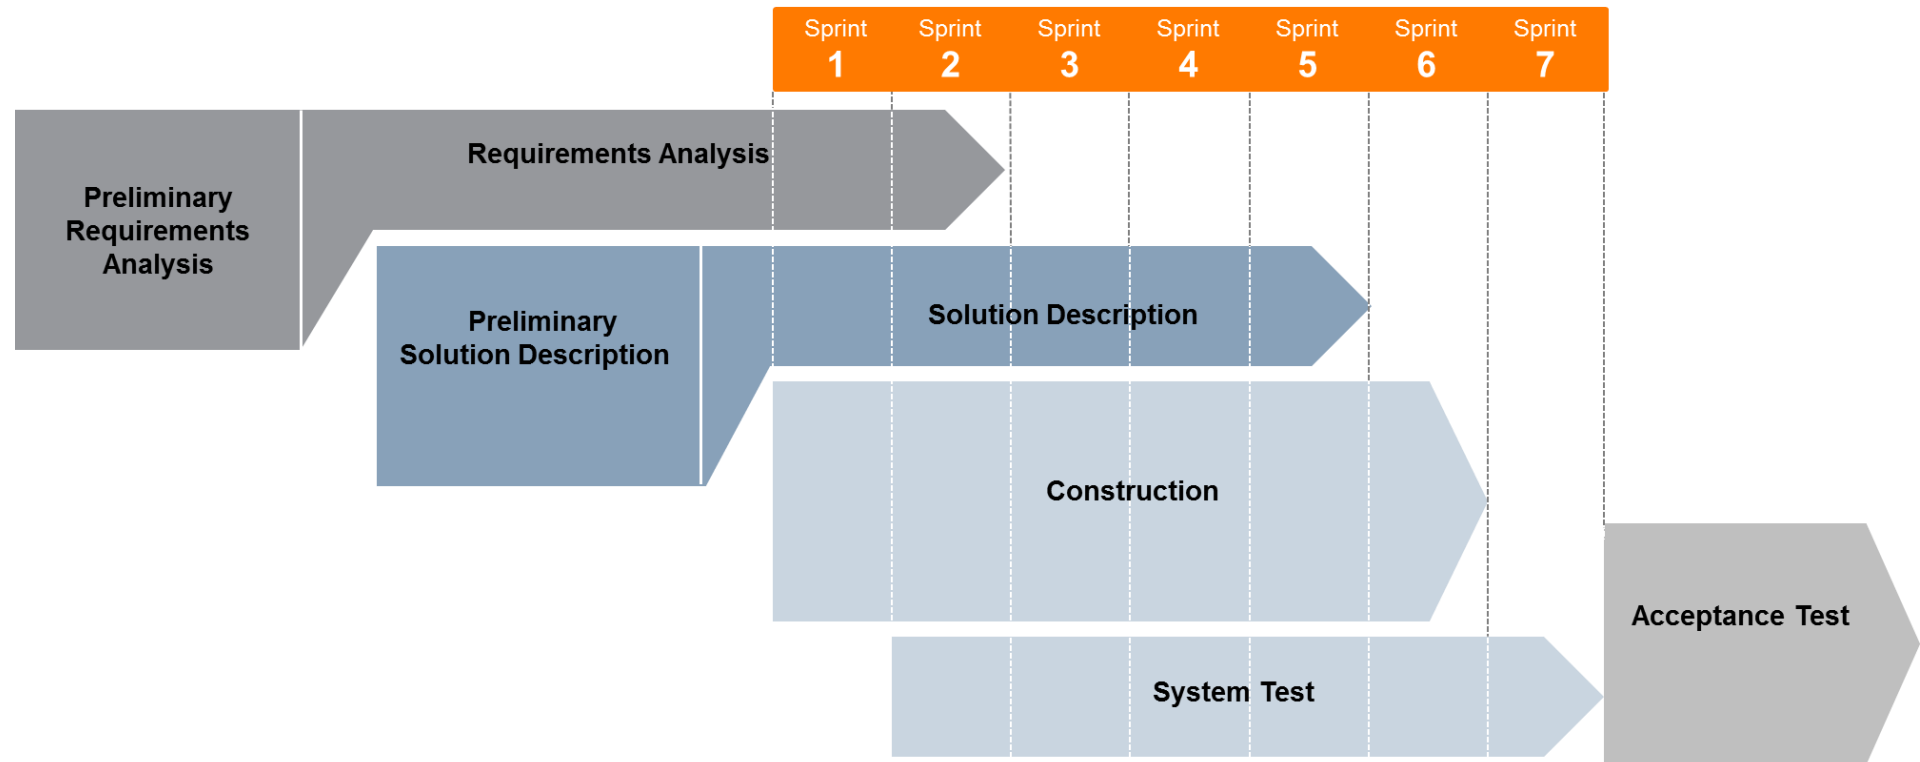 Sprint Sprint Sprint Sprint Sprint Sprint Sprint
1 2 3 4 5 6 7
Requirements Analysis
Preliminary
Requirements
Analysis
Preliminary
Solution Description
Solution Description
Construction
Acceptance Test
System Test